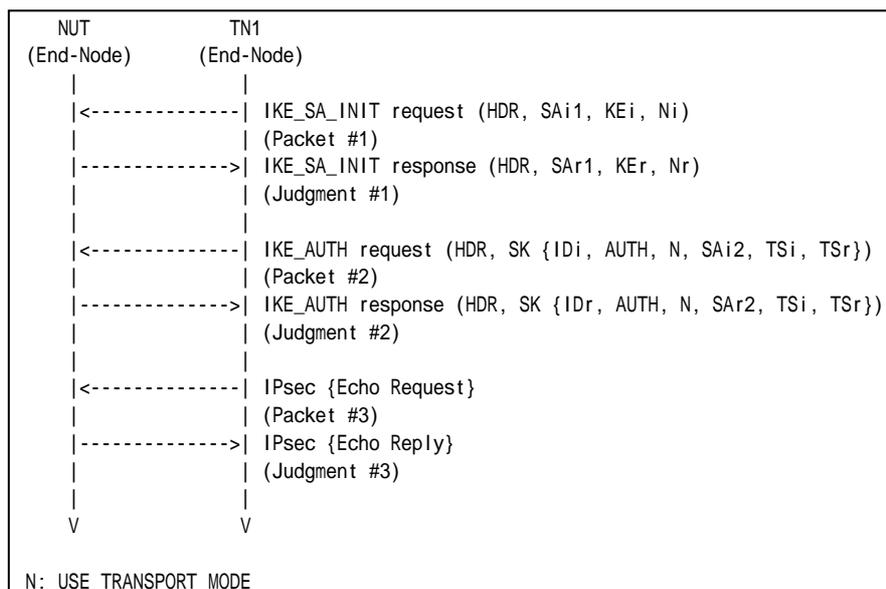 NUT TN1
(End-Node) (End-Node)
| |
|<--------------| IKE_SA_INIT request (HDR, SAi1, KEi, Ni)
| | (Packet #1)
|-------------->| IKE_SA_INIT response (HDR, SAr1, KEr, Nr)
| | (Judgment #1)
| |
|<--------------| IKE_AUTH request (HDR, SK {IDi, AUTH, N, SAi2, TSi, TSr})
| | (Packet #2)
|-------------->| IKE_AUTH response (HDR, SK {IDr, AUTH, N, SAr2, TSi, TSr})
| | (Judgment #2)
| |
|<--------------| IPsec {Echo Request}
| | (Packet #3)
|-------------->| IPsec {Echo Reply}
| | (Judgment #3)
| |
V V
N: USE TRANSPORT MODE